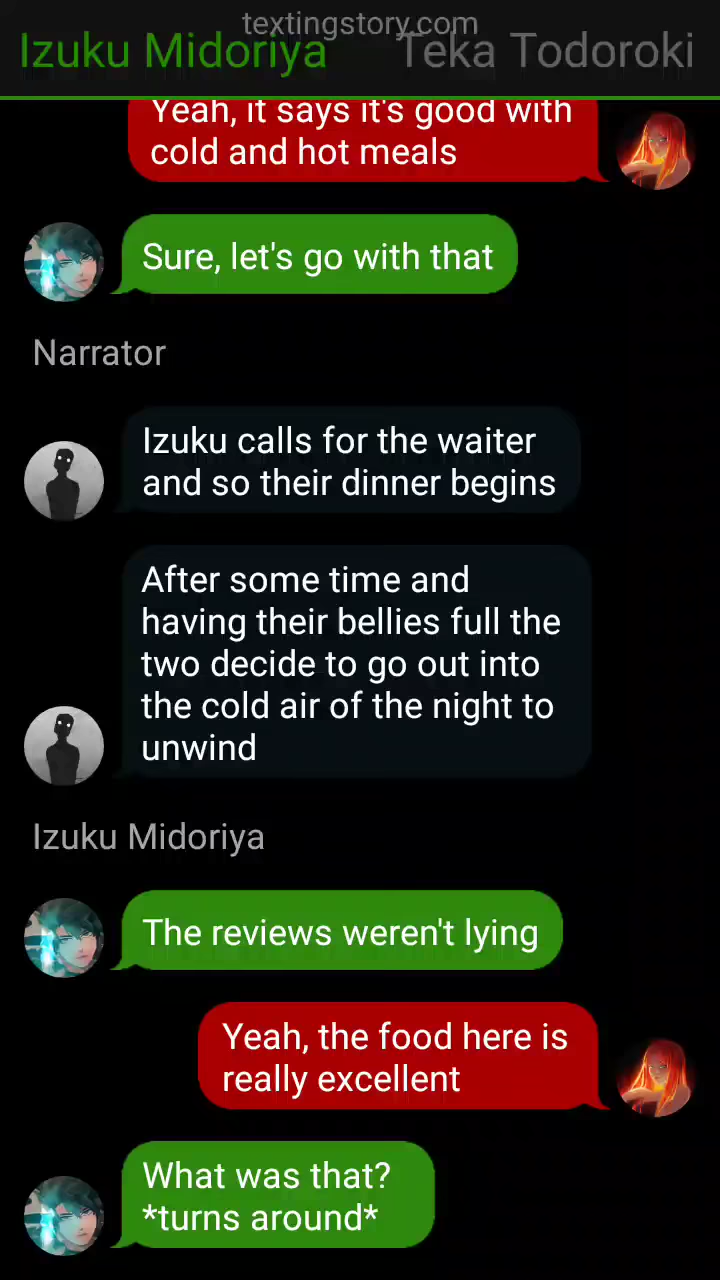 textingstory.com
Izuku Midoriya Teka Todoroki
Yeah, it says it's good with
cold and hot meals
Sure, let's go with that
Narrator
Izuku calls for the waiter
and so their dinner begins
After some time and
having their bellies full the
two decide to go out into
the cold air of the night to
unwind
Izuku Midoriya
The reviews weren't lying
Yeah, the food here is
really excellent
What was that?
*turns around*